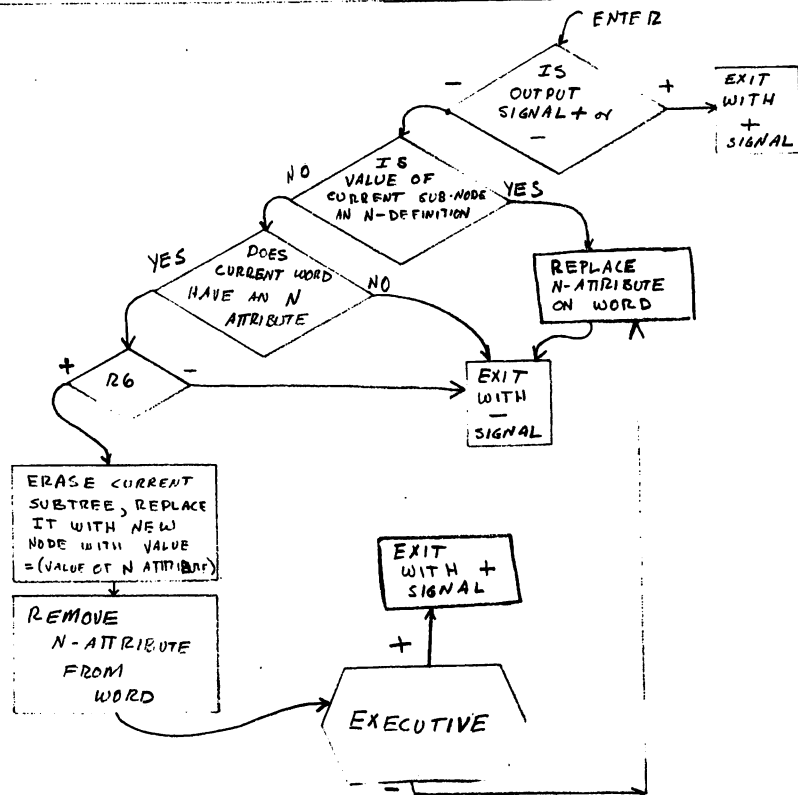 ENTER
IS
OUTPUT
SIGNAL + or
-
-
+
EXIT
WITH
+
SIGNAL
NO
IS
VALUE OF
CURRENT SUB-NODE
AN N-DEFINITION
YES
YES
DOES
CURRENT WORD
HAVE AN N
ATTRIBUTE
NO
REPLACE
N-ATTRIBUTE
ON WORD
+
R6
-
EXIT
WITH
-
SIGNAL
ERASE CURRENT
SUBTREE, REPLACE
IT WITH NEW
NODE WITH VALUE
=(VALUE OF N ATTRIBUTE)
REMOVE
N-ATTRIBUTE
FROM
WORD
EXIT
WITH +
SIGNAL
+
EXECUTIVE
-